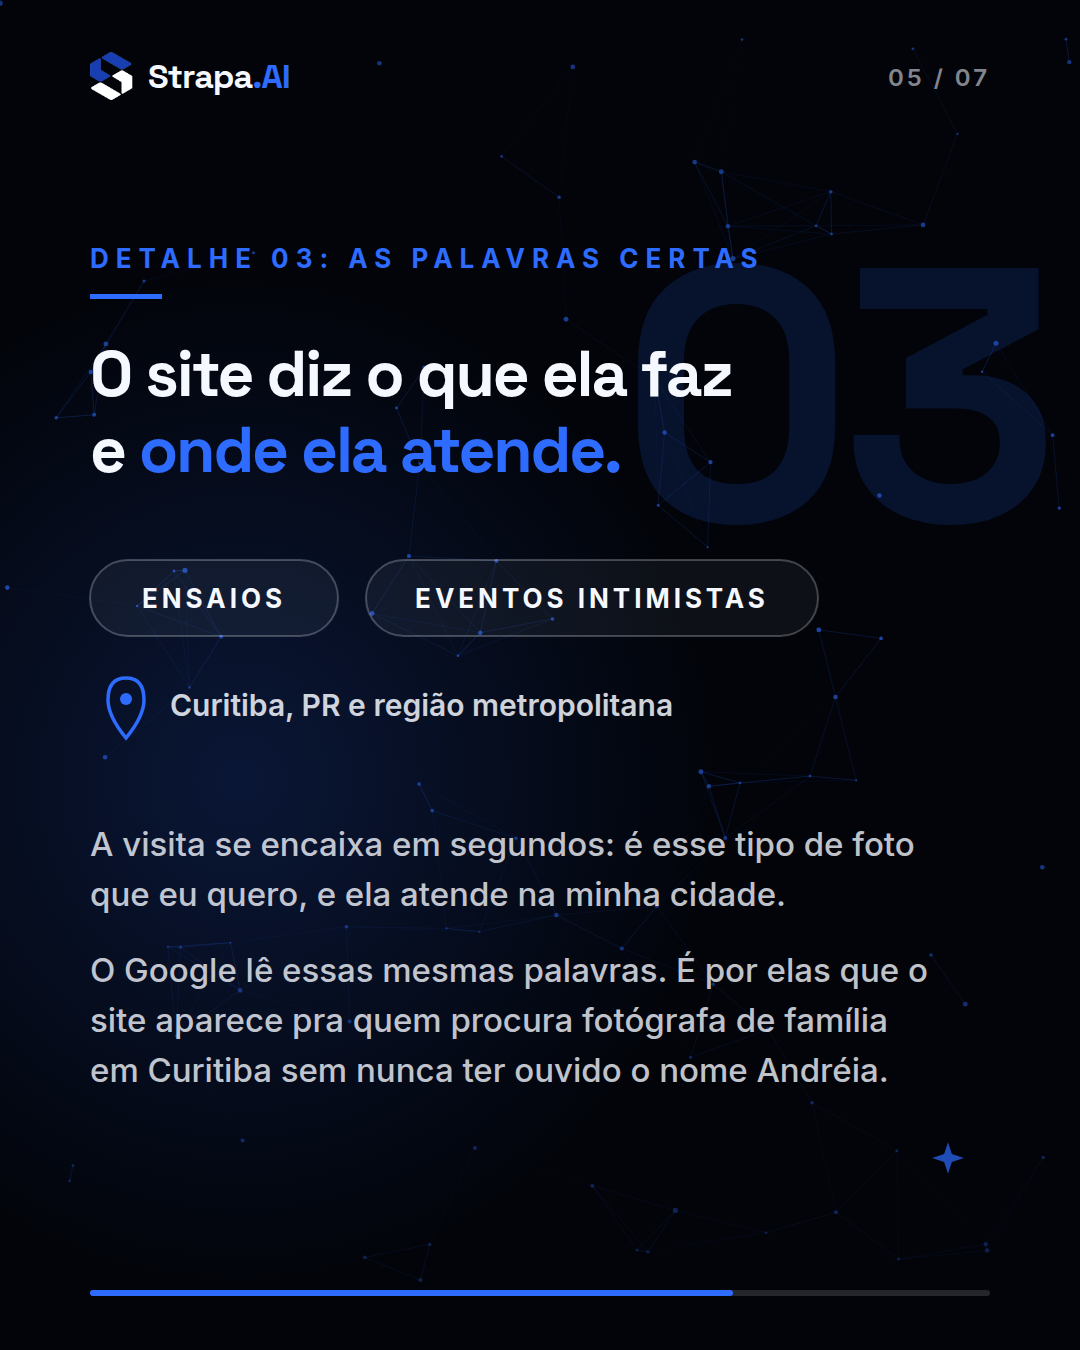 Strapa.AI
05 / 07
DETALHE 03: AS PALAVRAS CERTAS
03
O site diz o que ela faz
e onde ela atende.
ENSAIOS
EVENTOS INTIMISTAS
Curitiba, PR e região metropolitana
A visita se encaixa em segundos: é esse tipo de foto
que eu quero, e ela atende na minha cidade.
O Google lê essas mesmas palavras. É por elas que o
site aparece pra quem procura fotógrafa de família
em Curitiba sem nunca ter ouvido o nome Andréia.